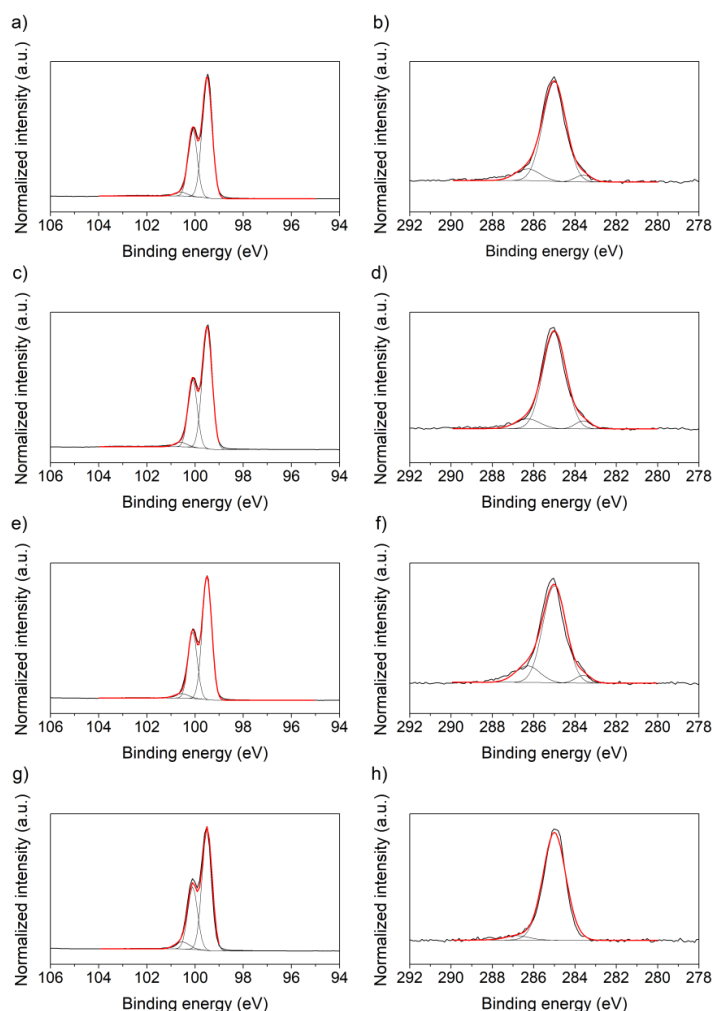 a)
b)
Normalized intensity (a.u.)
106 104 102 100 98 96 94
Binding energy (eV)
Normalized intensity (a.u.)
292 290 288 286 284 282 280 278
Binding energy (eV)
c)
d)
Normalized intensity (a.u.)
106 104 102 100 98 96 94
Binding energy (eV)
Normalized intensity (a.u.)
292 290 288 286 284 282 280 278
Binding energy (eV)
e)
f)
Normalized intensity (a.u.)
106 104 102 100 98 96 94
Binding energy (eV)
Normalized intensity (a.u.)
292 290 288 286 284 282 280 278
Binding energy (eV)
g)
h)
Normalized intensity (a.u.)
106 104 102 100 98 96 94
Binding energy (eV)
Normalized intensity (a.u.)
292 290 288 286 284 282 280 278
Binding energy (eV)